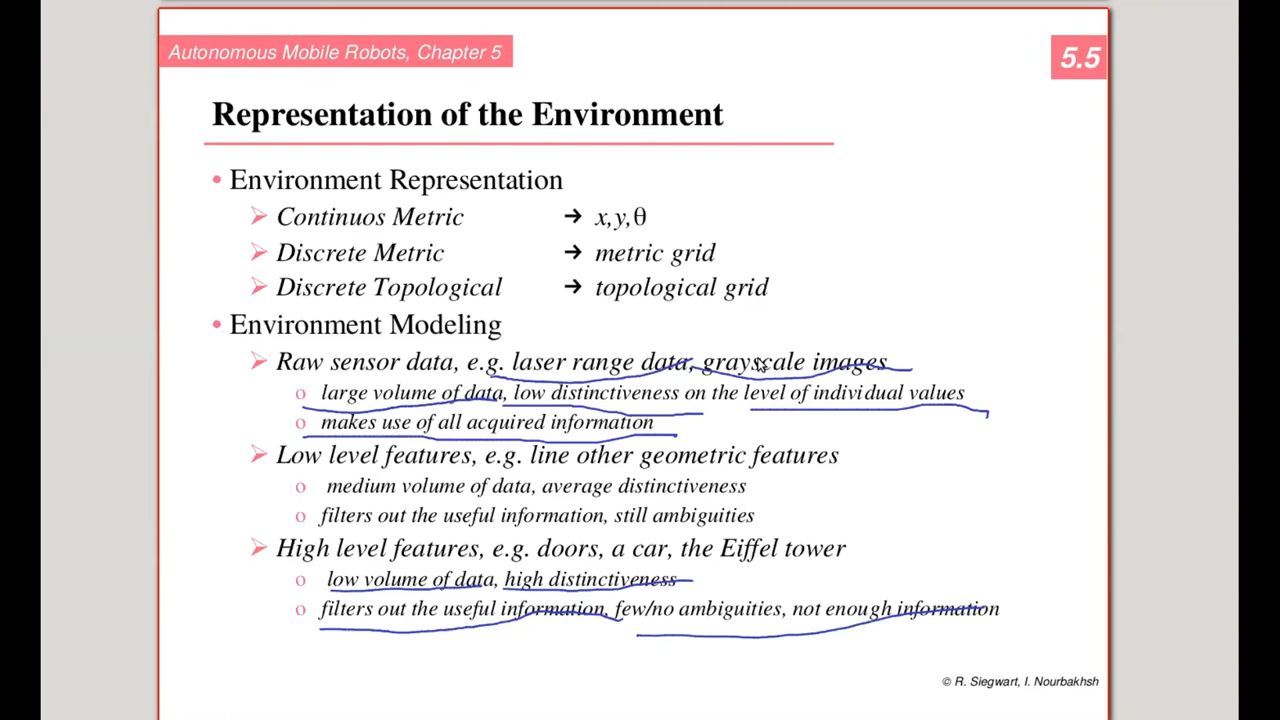 Autonomous Mobile Robots, Chapter 5
5.5
Representation of the Environment
• Environment Representation
➢ Continuos Metric → x,y,θ
➢ Discrete Metric → metric grid
➢ Discrete Topological → topological grid
• Environment Modeling
➢ Raw sensor data, e.g. laser range data, grayscale images
o large volume of data, low distinctiveness on the level of individual values
o makes use of all acquired information
➢ Low level features, e.g. line other geometric features
o medium volume of data, average distinctiveness
o filters out the useful information, still ambiguities
➢ High level features, e.g. doors, a car, the Eiffel tower
o low volume of data, high distinctiveness
o filters out the useful information, few/no ambiguities, not enough information
© R. Siegwart, I. Nourbakhsh